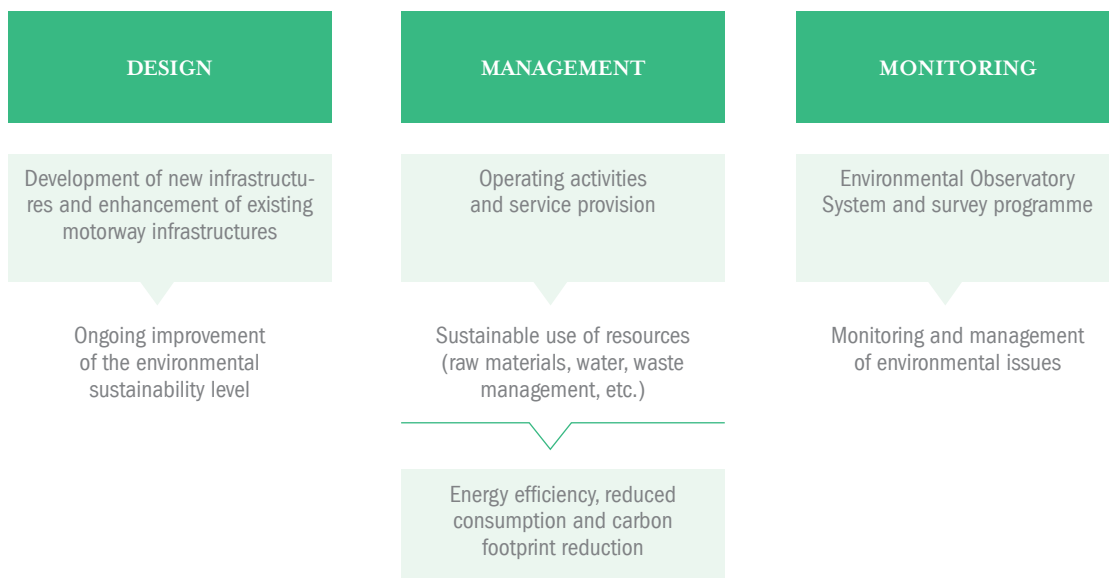 DESIGN
Development of new infrastructu-
res and enhancement of existing
motorway infrastructures
Ongoing improvement
of the environmental
sustainability level
MANAGEMENT
Operating activities
and service provision
Sustainable use of resources
(raw materials, water, waste
management, etc.)
Energy efficiency, reduced
consumption and carbon
footprint reduction
MONITORING
Environmental Observatory
System and survey programme
Monitoring and management
of environmental issues